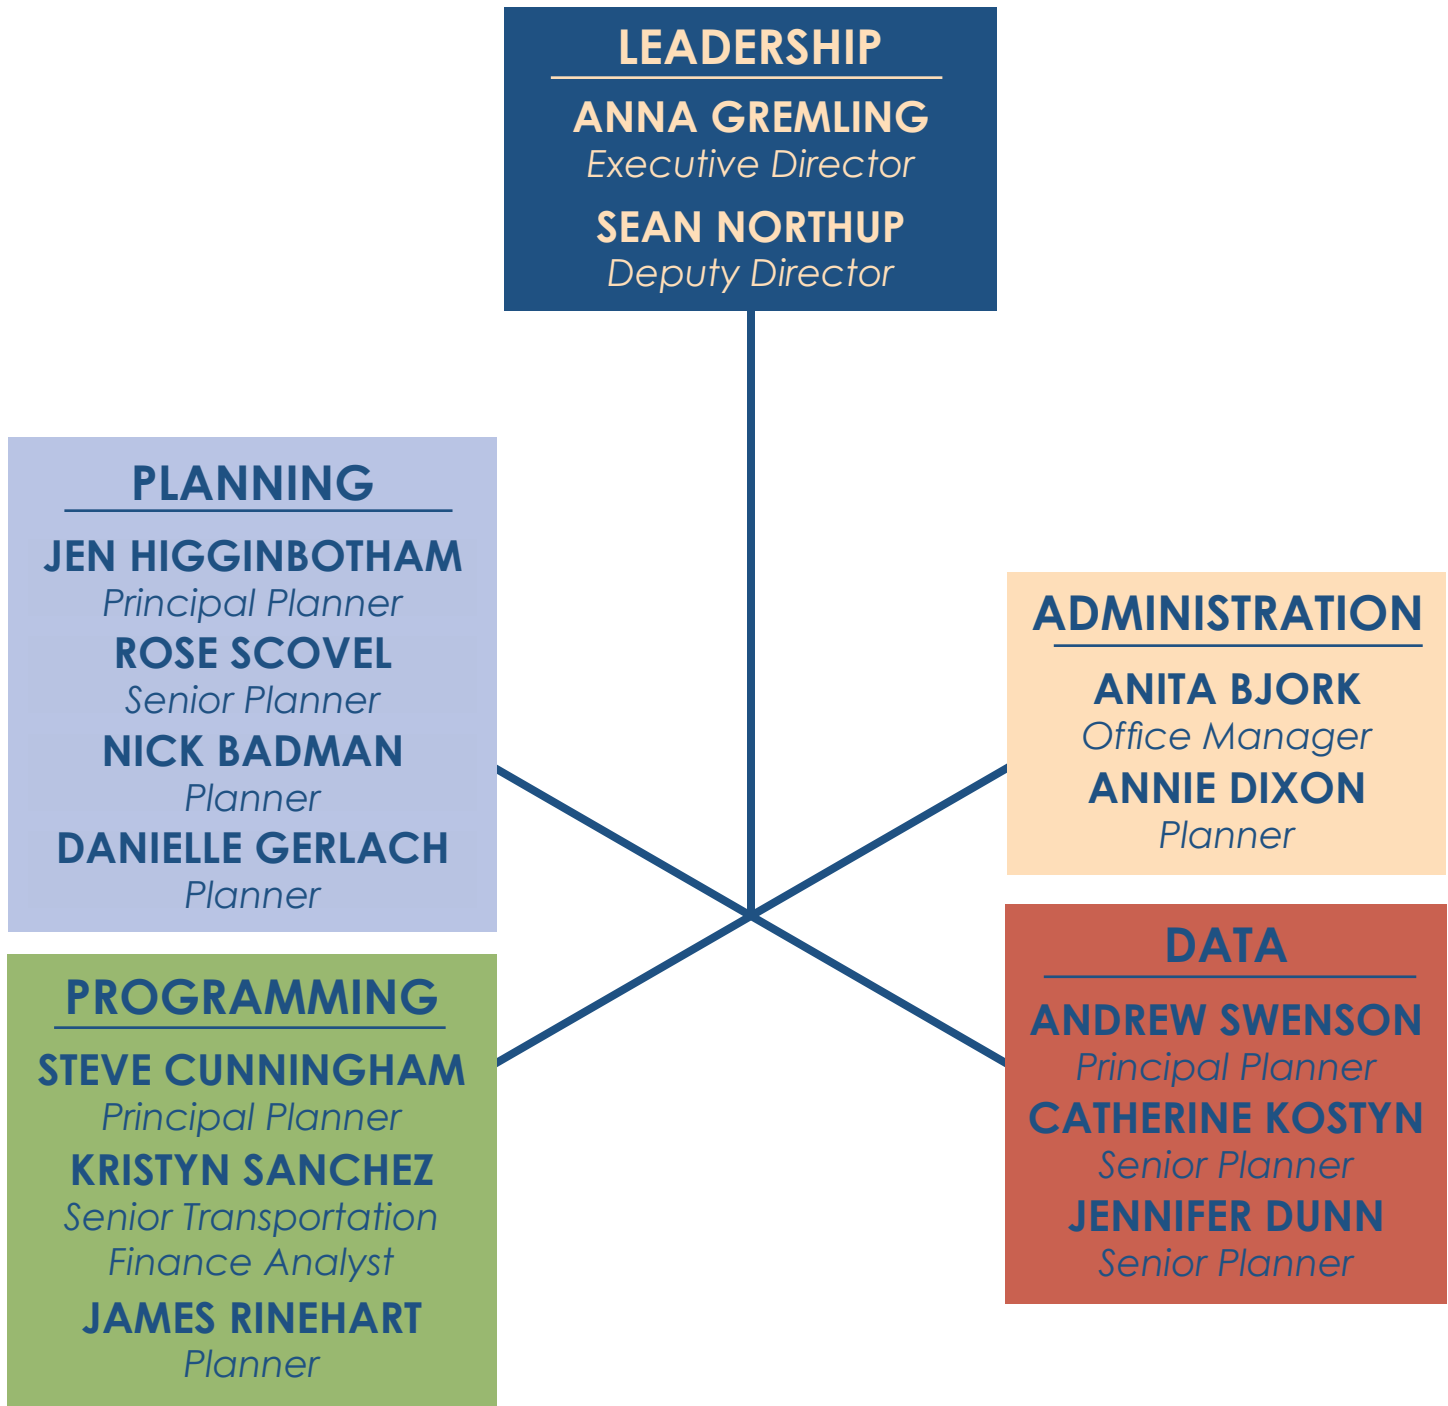 LEADERSHIP
ANNA GREMLING
Executive Director
SEAN NORTHUP
Deputy Director
PLANNING
JEN HIGGINBOTHAM
Principal Planner
ROSE SCOVEL
Senior Planner
NICK BADMAN
Planner
DANIELLE GERLACH
Planner
ADMINISTRATION
ANITA BJORK
Office Manager
ANNIE DIXON
Planner
PROGRAMMING
STEVE CUNNINGHAM
Principal Planner
KRISTYN SANCHEZ
Senior Transportation
Finance Analyst
JAMES RINEHART
Planner
DATA
ANDREW SWENSON
Principal Planner
CATHERINE KOSTYN
Senior Planner
JENNIFER DUNN
Senior Planner